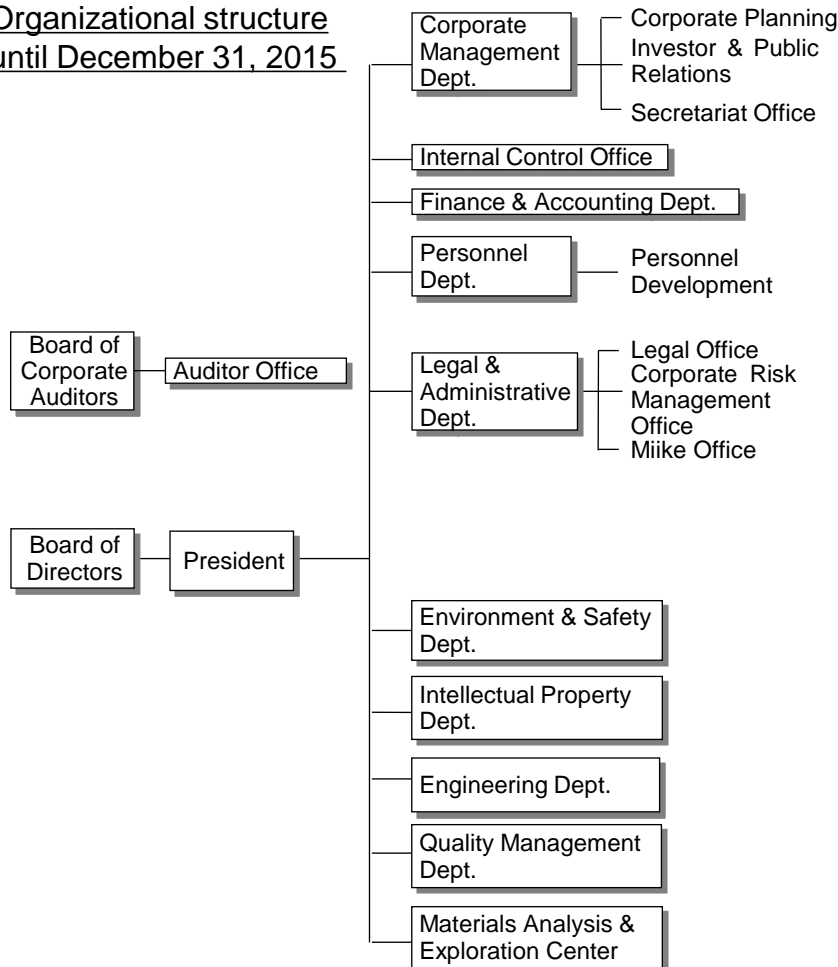 Organizational structure
until December 31, 2015
Corporate
Management
Dept.
Corporate Planning
Investor & Public
Relations
Secretariat Office
Internal Control Office
Finance & Accounting Dept.
Personnel
Dept.
Personnel
Development
Board of
Corporate
Auditors
Auditor Office
Legal &
Administrative
Dept.
Legal Office
Corporate Risk
Management
Office
Miike Office
Board of
Directors
President
Environment & Safety
Dept.
Intellectual Property
Dept.
Engineering Dept.
Quality Management
Dept.
Materials Analysis &
Exploration Center